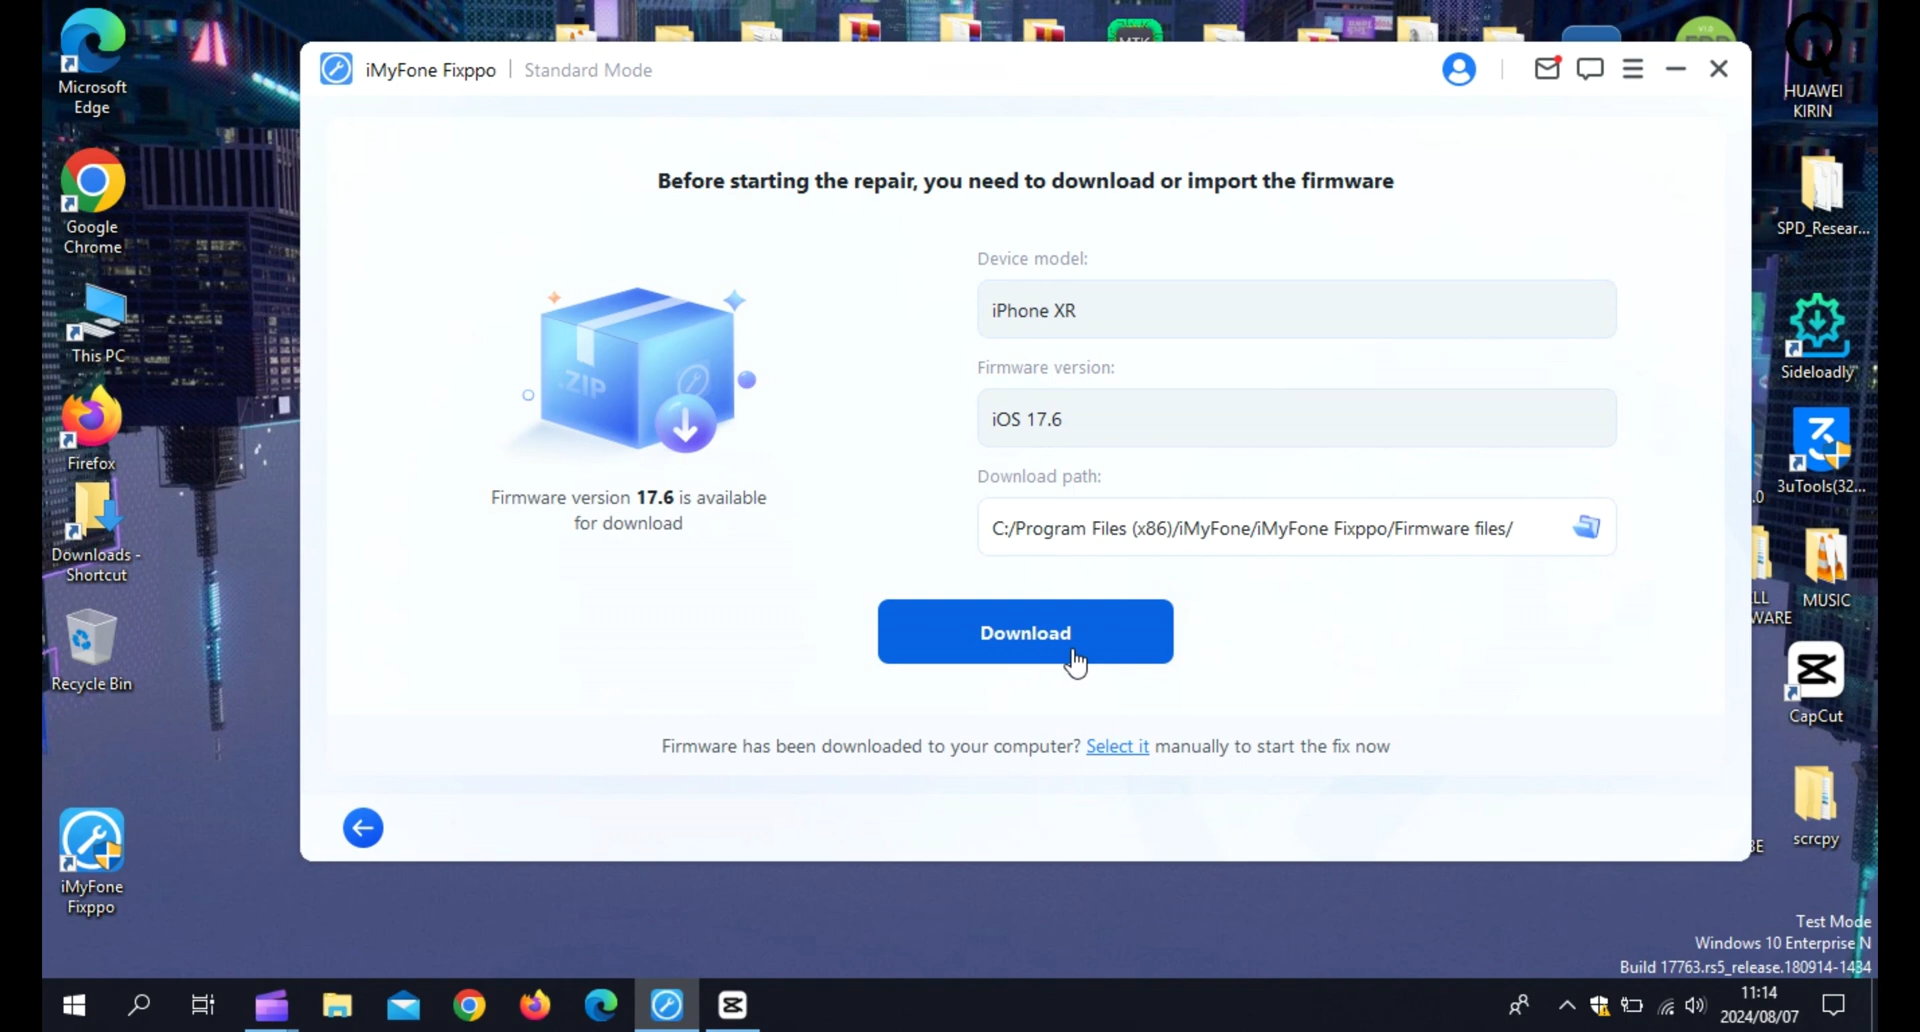 Microsoft
Edge
Google
Chrome
This PC
Firefox
Downloads -
Shortcut
Recycle Bin
iMyFone
Fixppo
MTK
iMyFone Fixppo | Standard Mode
Before starting the repair, you need to download or import the firmware
.ZIP
Firmware version 17.6 is available
for download
Device model:
iPhone XR
Firmware version:
iOS 17.6
Download path:
C:/Program Files (x86)/iMyFone/iMyFone Fixppo/Firmware files/
Download
Firmware has been downloaded to your computer? Select it manually to start the fix now
HUAWEI
KIRIN
SPD_Resear...
Sideloadly
3uTools(32...
MUSIC
CapCut
scrcpy
Test Mode
Windows 10 Enterprise N
Build 17763.rs5_release.180914-1434
11:14
2024/08/07